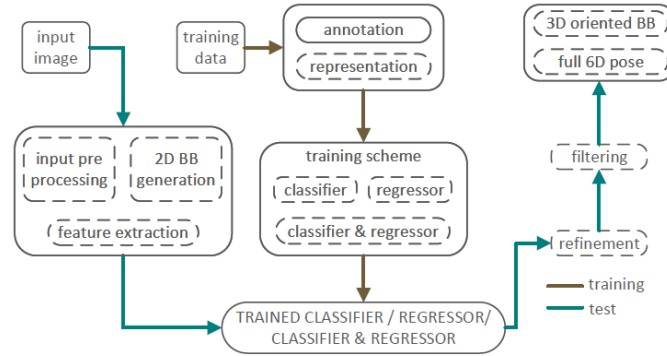 input
image
training
data
annotation
representation
3D oriented BB
full 6D pose
input pre
processing
2D BB
generation
feature extraction
training scheme
classifier
regressor
classifier & regressor
filtering
refinement
training
test
TRAINED CLASSIFIER / REGRESSOR/
CLASSIFIER & REGRESSOR